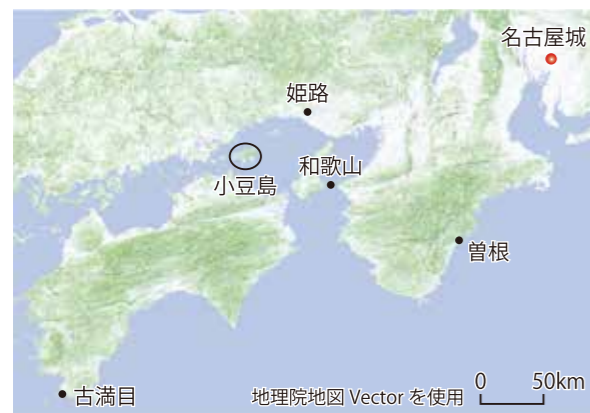 名古屋城
姫路
小豆島
和歌山
曽根
古満目
地理院地図 Vector を使用
0 50km